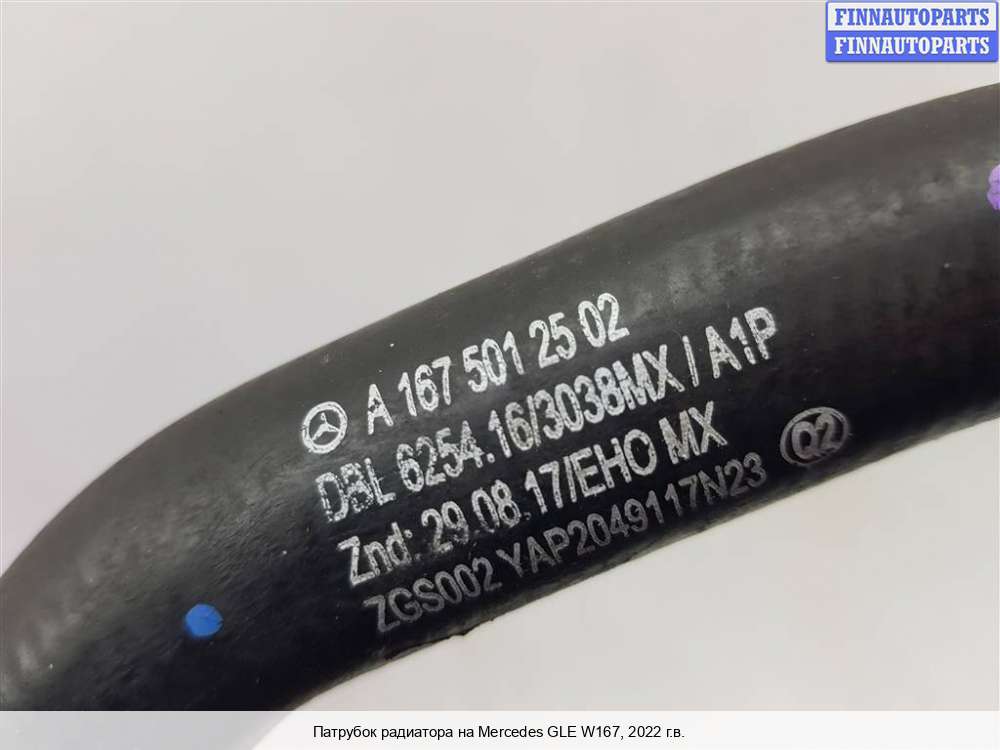 FINNAUTOPARTS
FINNAUTOPARTS
A 167 501 25 02
DBL 6254.16/3038MX / A1P
Znd: 29.08.17/EHO MX
ZGS002 YAP2049117N23
Q2
Патрубок радиатора на Mercedes GLE W167, 2022 г.в.